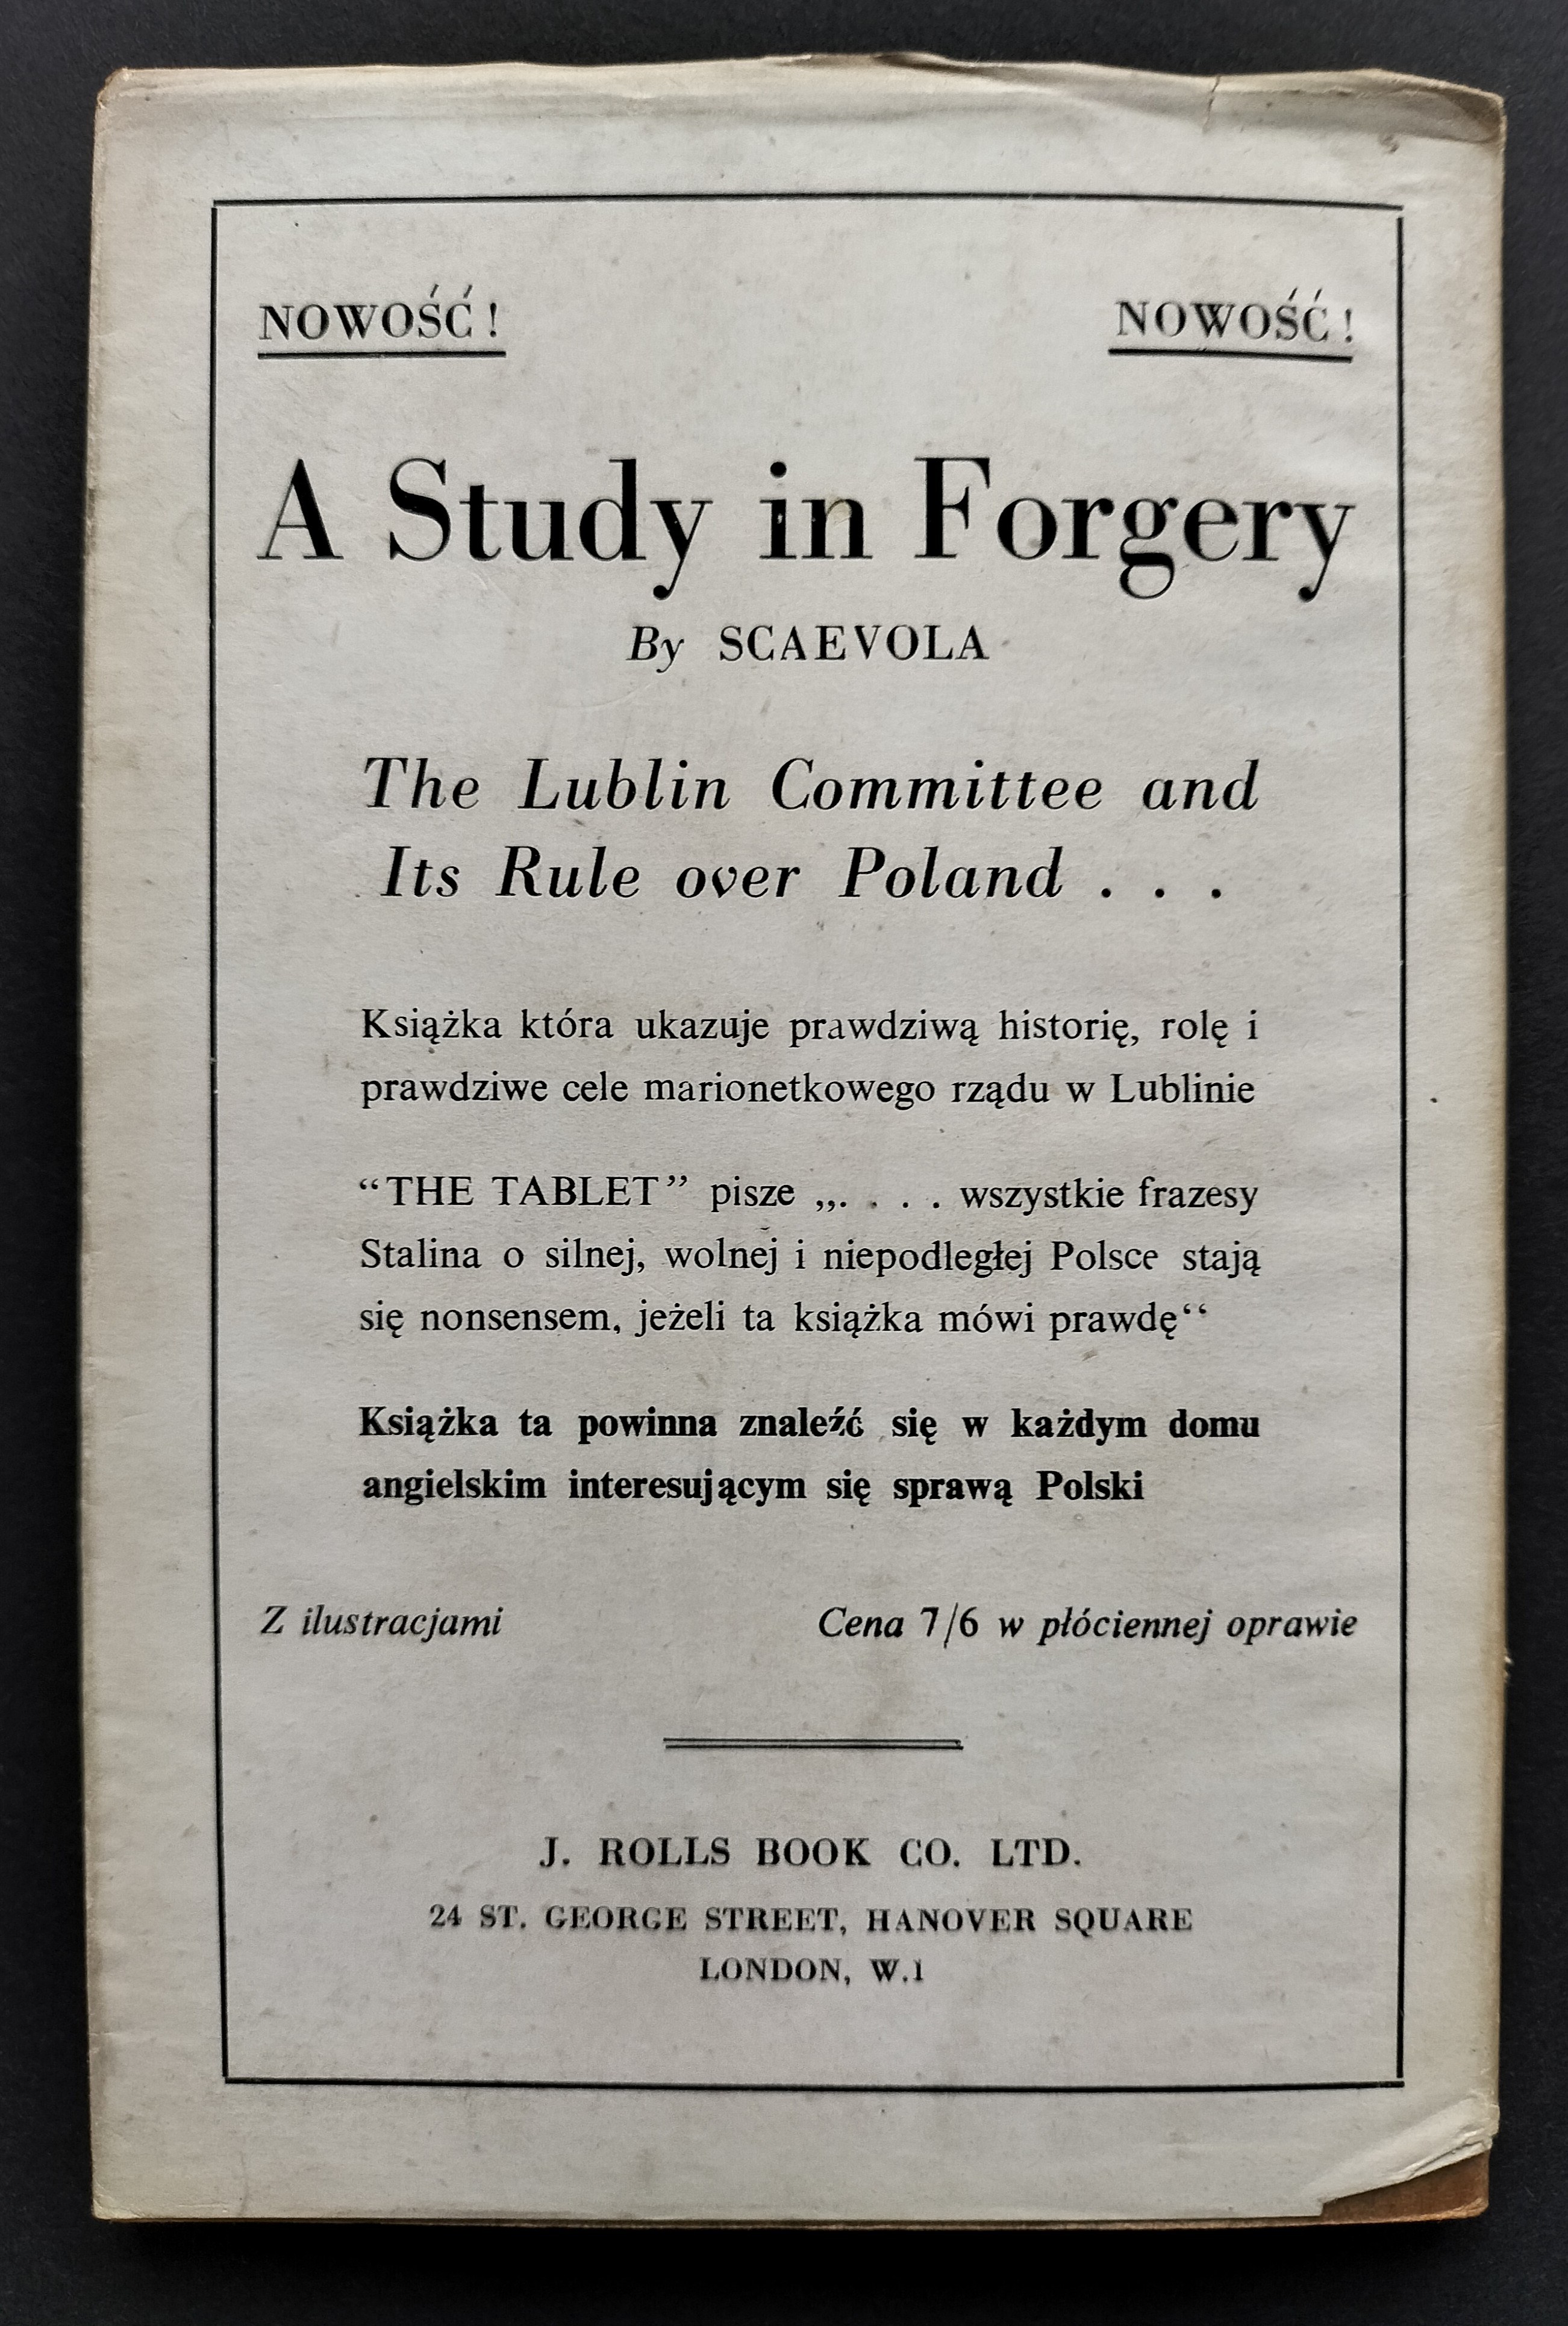 NOWOŚĆ! NOWOŚĆ!
A Study in Forgery
By SCAEVOLA
The Lublin Committee and
Its Rule over Poland . . .
Książka która ukazuje prawdziwą historię, rolę i
prawdziwe cele marionetkowego rządu w Lublinie
“THE TABLET” pisze „. . . . wszystkie frazesy
Stalina o silnej, wolnej i niepodległej Polsce stają
się nonsensem, jeżeli ta książka mówi prawdę“
Książka ta powinna znaleźć się w każdym domu
angielskim interesującym się sprawą Polski
Z ilustracjami Cena 7/6 w płóciennej oprawie
J. ROLLS BOOK CO. LTD.
24 ST. GEORGE STREET, HANOVER SQUARE
LONDON, W.1